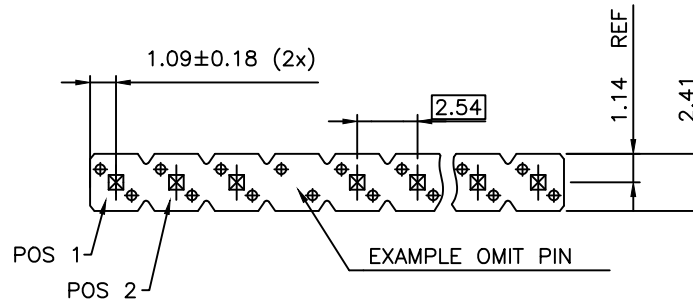 1.09±0.18 (2x)
2.54
1.14 REF
2.41
POS 1
POS 2
EXAMPLE OMIT PIN